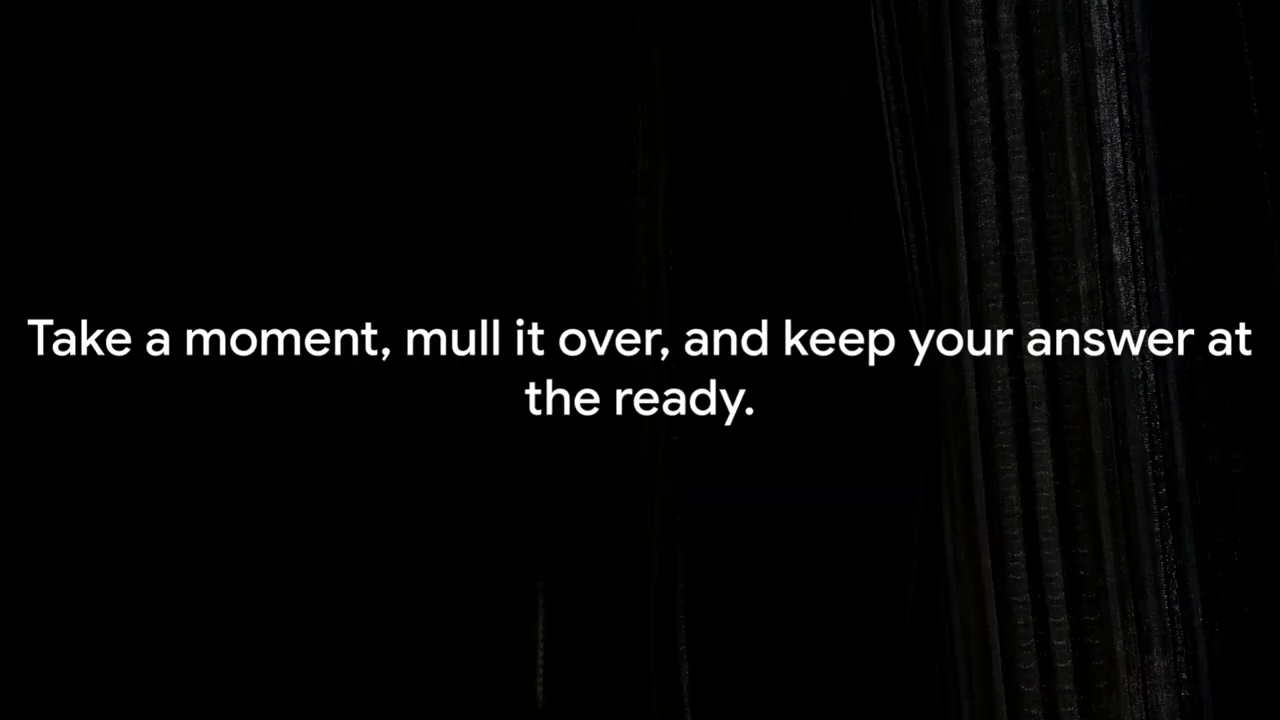 Take a moment, mull it over, and keep your answer at
the ready.